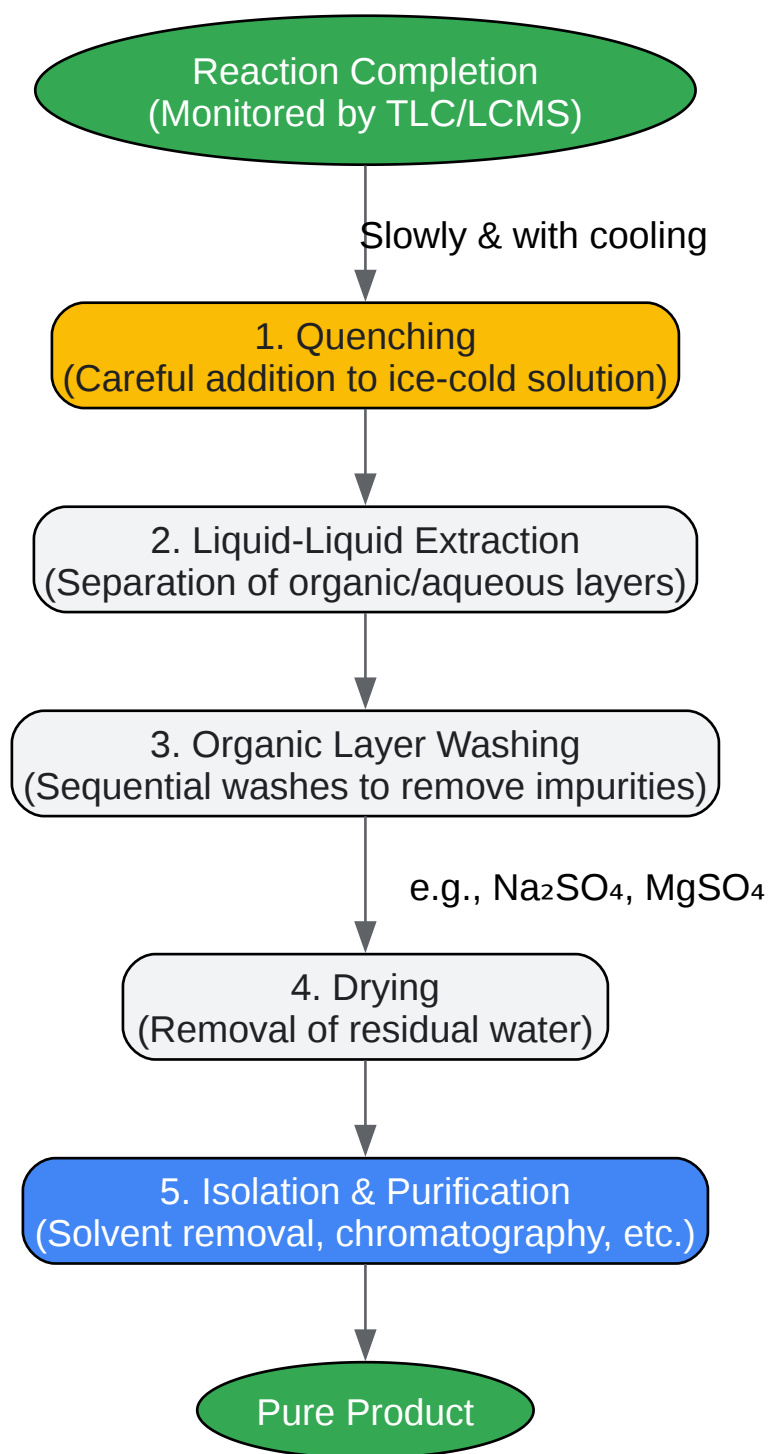 Reaction Completion
(Monitored by TLC/LCMS)
Slowly & with cooling
1. Quenching
(Careful addition to ice-cold solution)
2. Liquid-Liquid Extraction
(Separation of organic/aqueous layers)
3. Organic Layer Washing
(Sequential washes to remove impurities)
e.g., Na₂SO₄, MgSO₄
4. Drying
(Removal of residual water)
5. Isolation & Purification
(Solvent removal, chromatography, etc.)
Pure Product